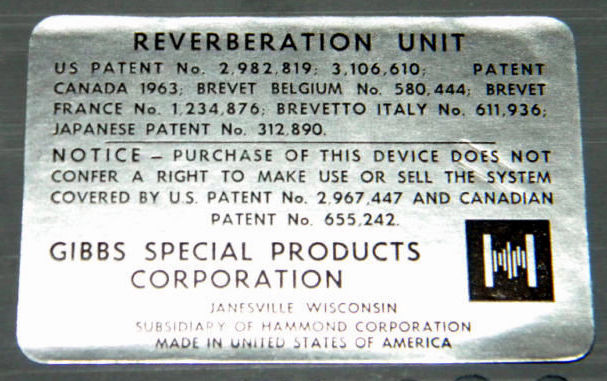 REVERBERATION UNIT
US PATENT No. 2,982,819; 3,106,610; PATENT
CANADA 1963; BREVET BELGIUM No. 580,444; BREVET
FRANCE No. 1,234,876; BREVETTO ITALY No. 611,936;
JAPANESE PATENT No. 312,890.
NOTICE – PURCHASE OF THIS DEVICE DOES NOT
CONFER A RIGHT TO MAKE USE OR SELL THE SYSTEM
COVERED BY U.S. PATENT No. 2,967,447 AND CANADIAN
PATENT No. 655,242.
GIBBS SPECIAL PRODUCTS
CORPORATION
JANESVILLE WISCONSIN
SUBSIDIARY OF HAMMOND CORPORATION
MADE IN UNITED STATES OF AMERICA